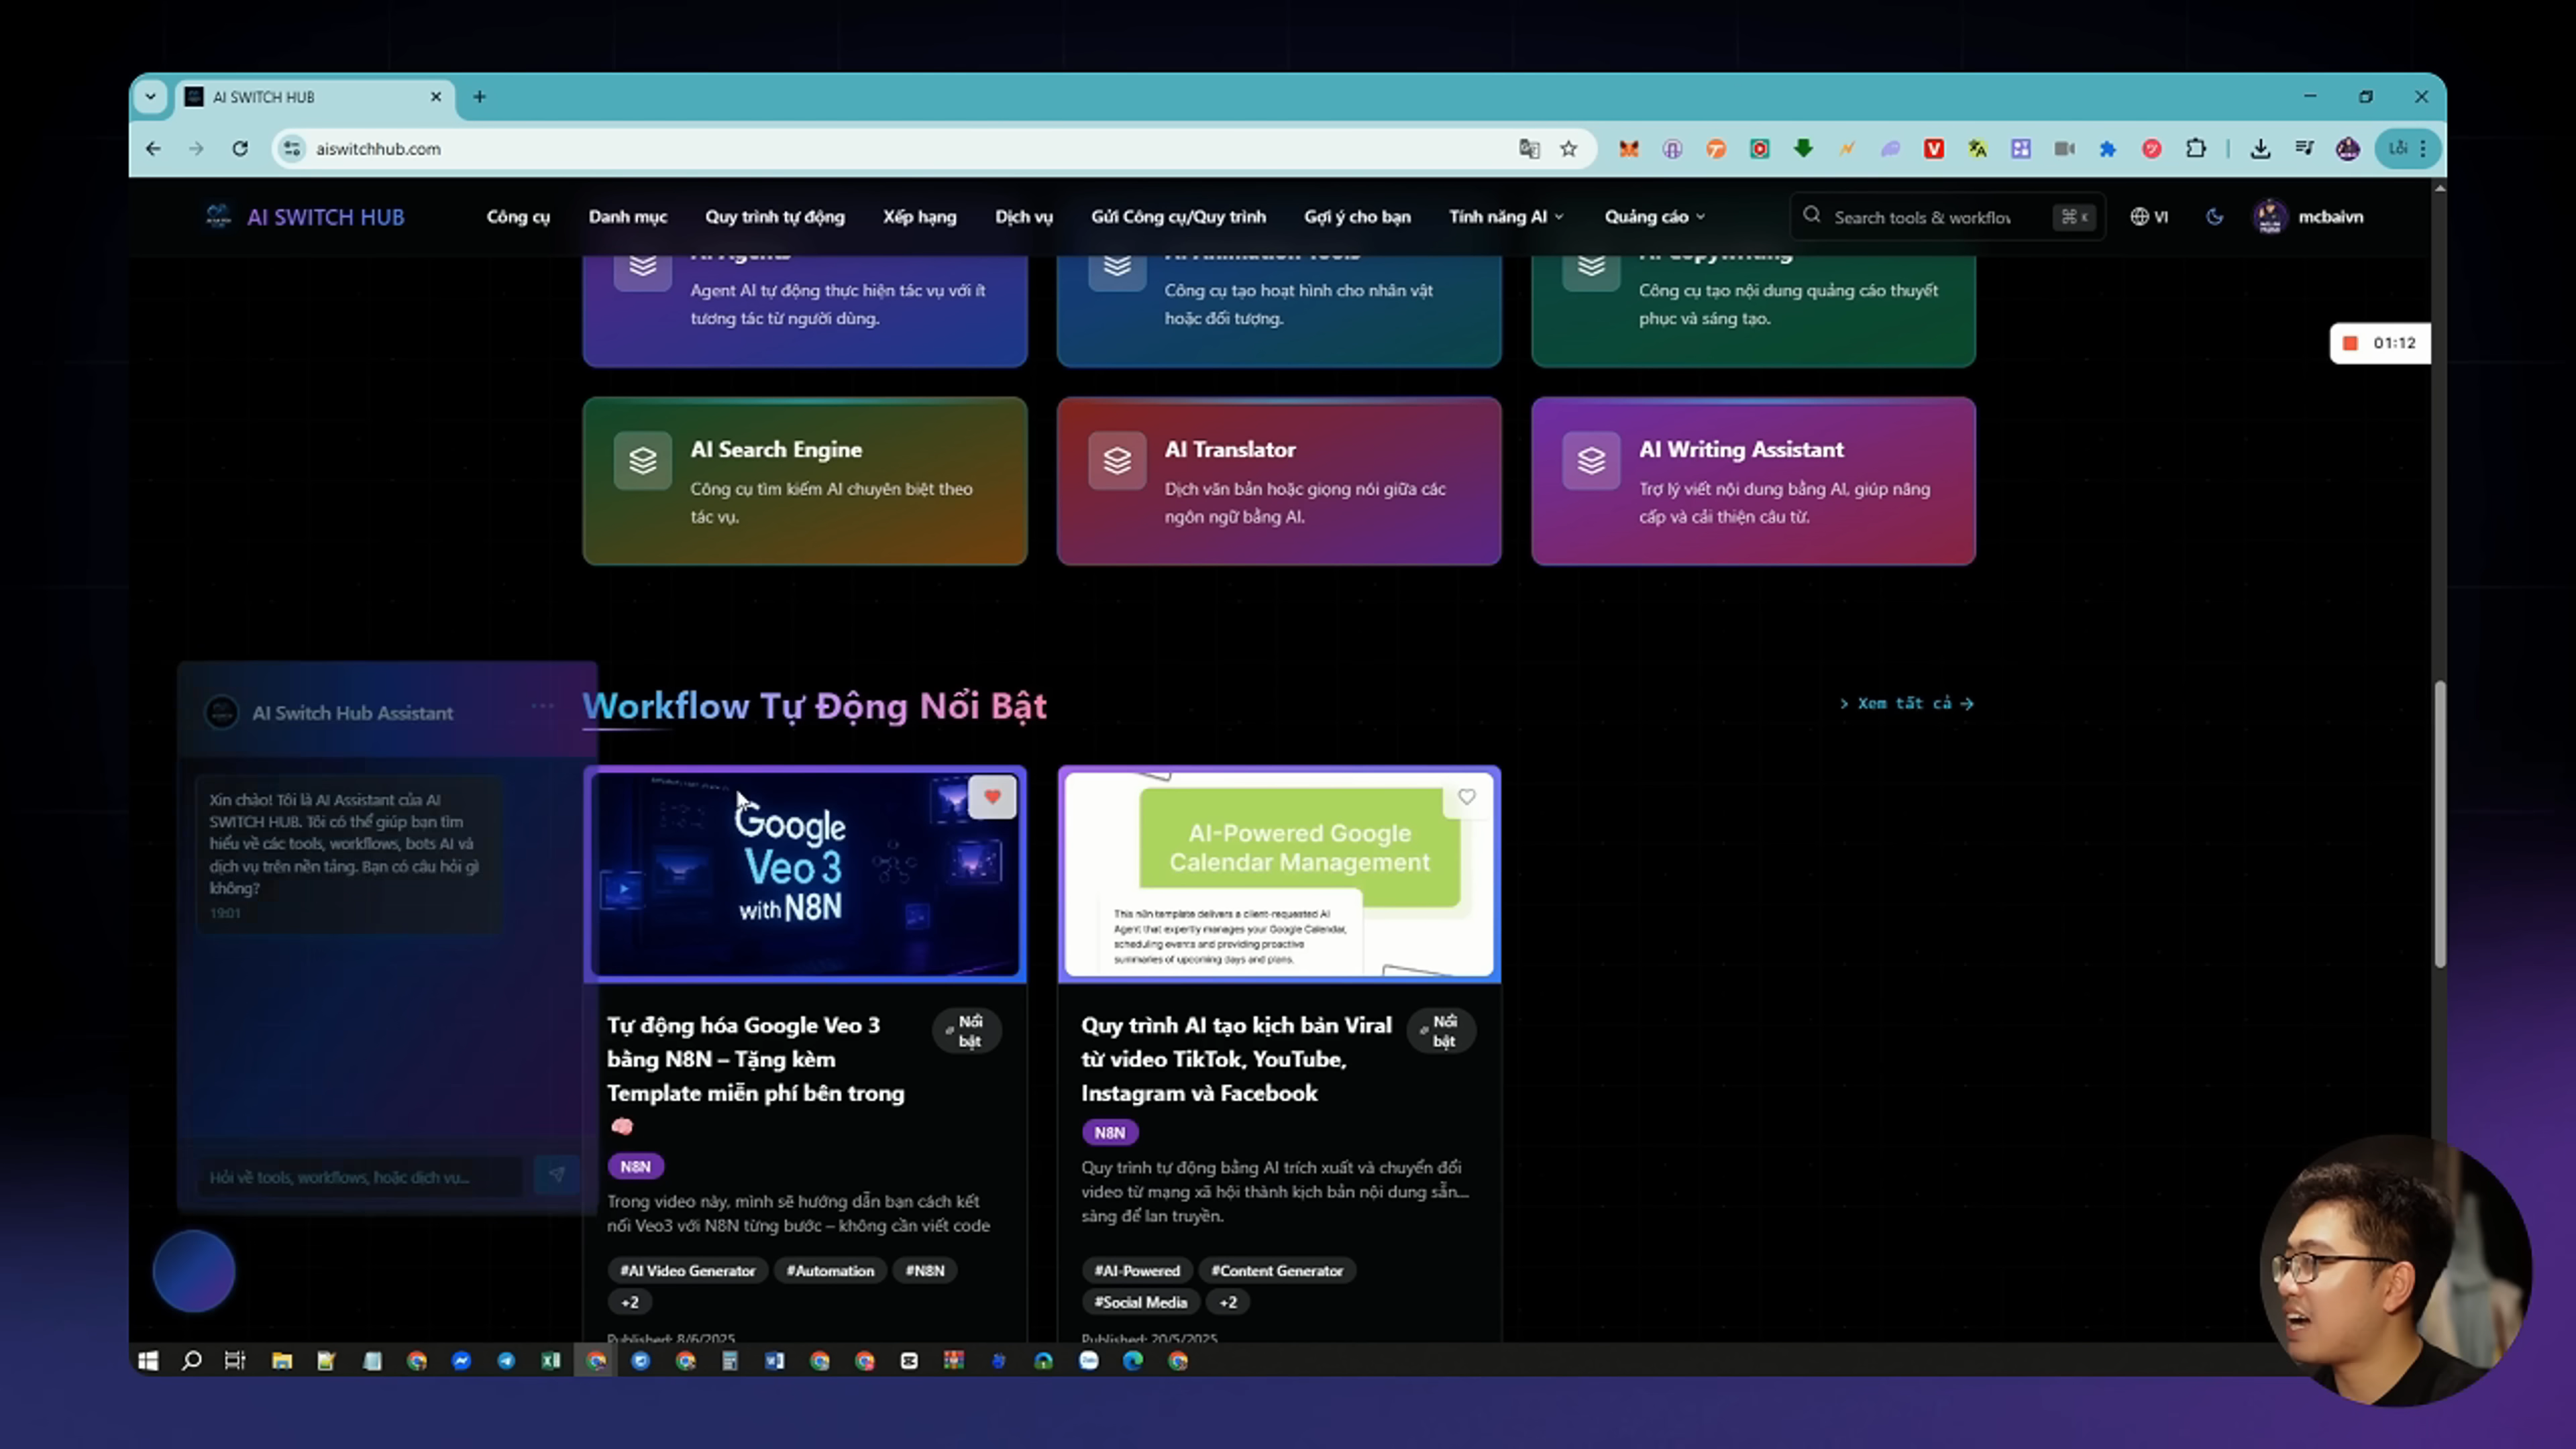 AI SWITCH HUB
aiswitchhub.com
Lỗi
AI SWITCH HUB
Công cụ
Danh mục
Quy trình tự động
Xếp hạng
Dịch vụ
Gửi Công cụ/Quy trình
Gợi ý cho bạn
Tính năng AI
Quảng cáo
Search tools & workflov
⌘ K
VI
mcbaivn
AI Agents
Agent AI tự động thực hiện tác vụ với ít
tương tác từ người dùng.
AI Animation Tools
Công cụ tạo hoạt hình cho nhân vật
hoặc đối tượng.
AI Copywriting
Công cụ tạo nội dung quảng cáo thuyết
phục và sáng tạo.
01:12
AI Search Engine
Công cụ tìm kiếm AI chuyên biệt theo
tác vụ.
AI Translator
Dịch văn bản hoặc giọng nói giữa các
ngôn ngữ bằng AI.
AI Writing Assistant
Trợ lý viết nội dung bằng AI, giúp nâng
cấp và cải thiện câu từ.
AI Switch Hub Assistant
Xin chào! Tôi là AI Assistant của AI
SWITCH HUB. Tôi có thể giúp bạn tìm
hiểu về các tools, workflows, bots AI và
dịch vụ trên nền tảng. Bạn có câu hỏi gì
không?
19:01
Hỏi về tools, workflows, hoặc dịch vụ...
Workflow Tự Động Nổi Bật
> Xem tất cả →
Google
Veo 3
with N8N
Tự động hóa Google Veo 3
bằng N8N – Tặng kèm
Template miễn phí bên trong
🧠
Nổi
bật
N8N
Trong video này, mình sẽ hướng dẫn bạn cách kết
nối Veo3 với N8N từng bước – không cần viết code
#AI Video Generator
#Automation
#N8N
+2
Published: 8/6/2025
AI-Powered Google
Calendar Management
This n8n template delivers a client-requested AI
Agent that expertly manages your Google Calendar,
scheduling events and providing proactive
summaries of upcoming days and plans.
Quy trình AI tạo kịch bản Viral
từ video TikTok, YouTube,
Instagram và Facebook
Nổi
bật
N8N
Quy trình tự động bằng AI trích xuất và chuyển đổi
video từ mạng xã hội thành kịch bản nội dung sẵn...
sàng để lan truyền.
#AI-Powered
#Content Generator
#Social Media
+2
Published: 20/5/2025